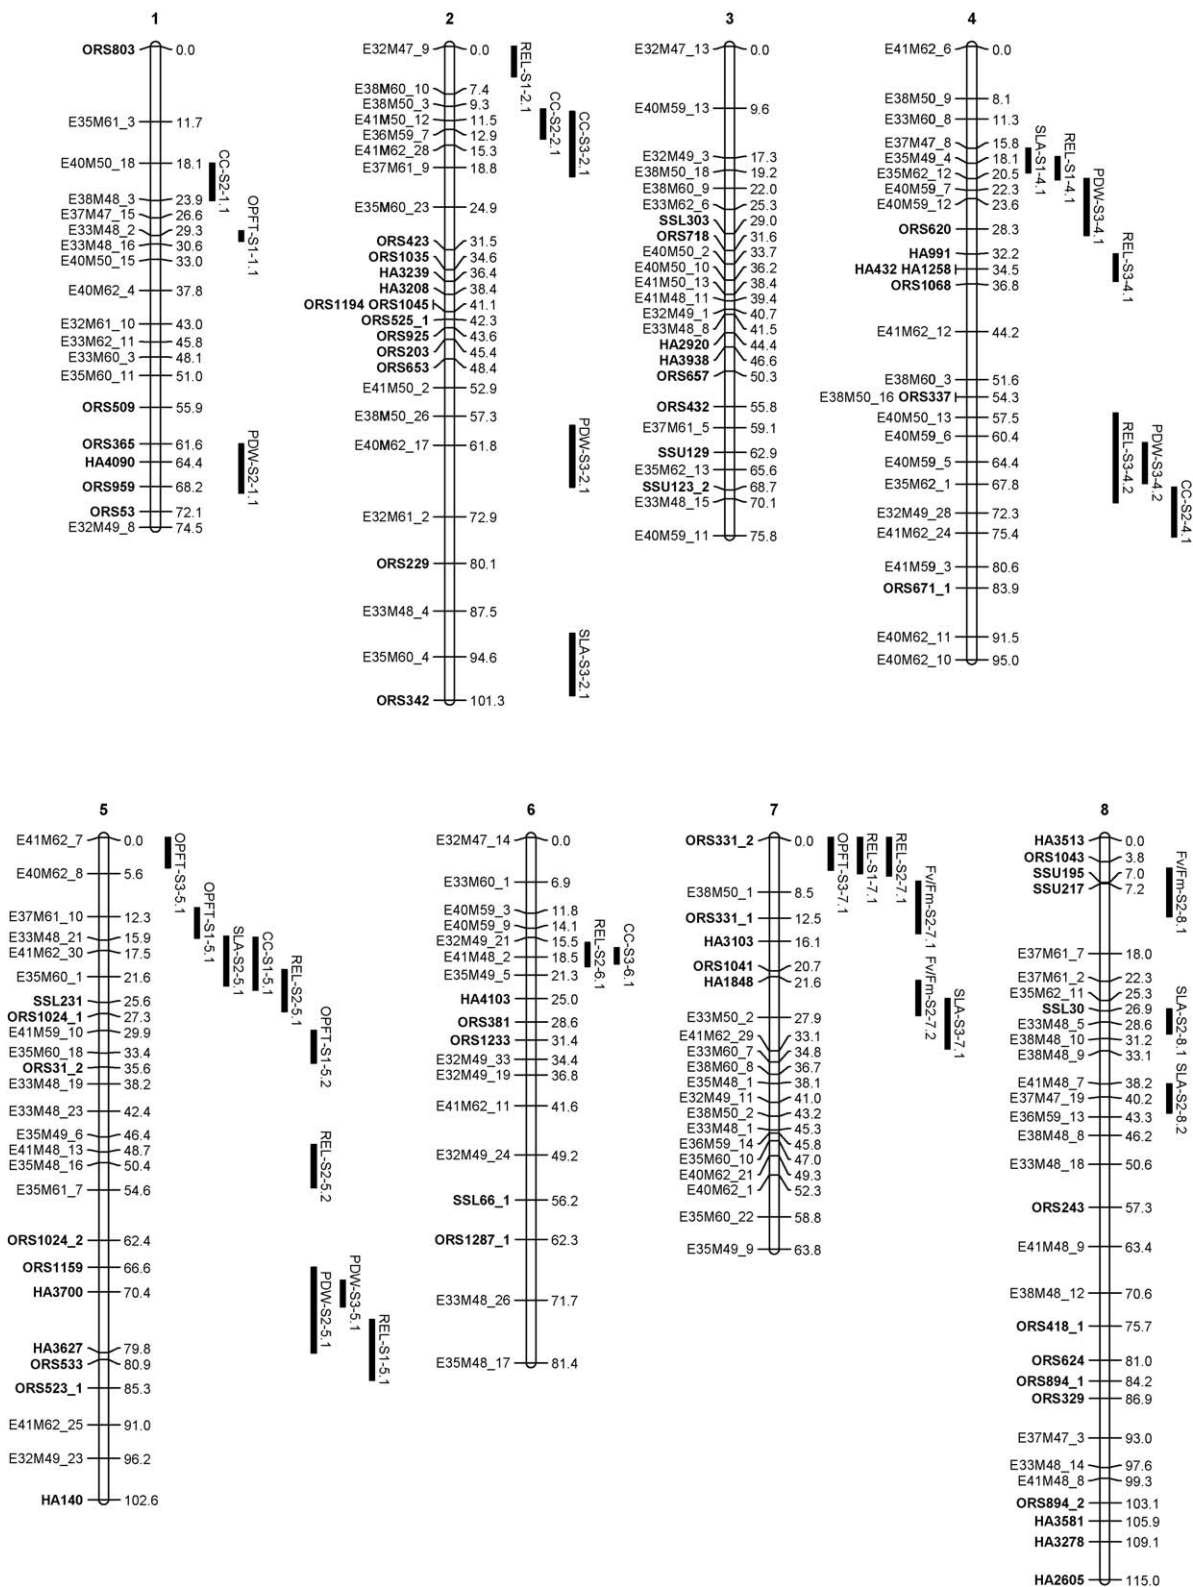 1
ORS803 0.0
E35M61_3 11.7
E40M50_18 18.1
E38M48_3 23.9
E37M47_15 26.6
E33M48_2 29.3
E33M48_16 30.6
E40M50_15 33.0
E40M62_4 37.8
E32M61_10 43.0
E33M62_11 45.8
E33M60_3 48.1
E35M60_11 51.0
ORS509 55.9
ORS365 61.6
HA4090 64.4
ORS959 68.2
ORS53 72.1
E32M49_8 74.5
CC-S2-1.1
OPFT-S1-1.1
PDW-S2-1.1
2
E32M47_9 0.0
E38M60_10 7.4
E38M50_3 9.3
E41M50_12 11.5
E36M59_7 12.9
E41M62_28 15.3
E37M61_9 18.8
E35M60_23 24.9
ORS423 31.5
ORS1035 34.6
HA3239 36.4
HA3208 38.4
ORS1194 ORS1045 41.1
ORS525_1 42.3
ORS925 43.6
ORS203 45.4
ORS653 48.4
E41M50_2 52.9
E38M50_26 57.3
E40M62_17 61.8
E32M61_2 72.9
ORS229 80.1
E33M48_4 87.5
E35M60_4 94.6
ORS342 101.3
REL-S1-2.1
CC-S2-2.1
CC-S3-2.1
PDW-S3-2.1
SLA-S3-2.1
3
E32M47_13 0.0
E40M59_13 9.6
E32M49_3 17.3
E38M50_18 19.2
E38M60_9 22.0
E33M62_6 25.3
SSL303 29.0
ORS718 31.6
E40M50_2 33.7
E40M50_10 36.2
E41M50_13 38.4
E41M48_11 39.4
E32M49_1 40.7
E33M48_8 41.5
HA2920 44.4
HA3938 46.6
ORS657 50.3
ORS432 55.8
E37M61_5 59.1
SSU129 62.9
E35M62_13 65.6
SSU123_2 68.7
E33M48_15 70.1
E40M59_11 75.8
4
E41M62_6 0.0
E38M50_9 8.1
E33M60_8 11.3
E37M47_8 15.8
E35M49_4 18.1
E35M62_12 20.5
E40M59_7 22.3
E40M59_12 23.6
ORS620 28.3
HA991 32.2
HA432 HA1258 34.5
ORS1068 36.8
E41M62_12 44.2
E38M60_3 51.6
E38M50_16 ORS337 54.3
E40M50_13 57.5
E40M59_6 60.4
E40M59_5 64.4
E35M62_1 67.8
E32M49_28 72.3
E41M62_24 75.4
E41M59_3 80.6
ORS671_1 83.9
E40M62_11 91.5
E40M62_10 95.0
SLA-S1-4.1
REL-S1-4.1
PDW-S3-4.1
REL-S3-4.1
REL-S3-4.2
PDW-S3-4.2
CC-S2-4.1
5
E41M62_7 0.0
E40M62_8 5.6
E37M61_10 12.3
E33M48_21 15.9
E41M62_30 17.5
E35M60_1 21.6
SSL231 25.6
ORS1024_1 27.3
E41M59_10 29.9
E35M60_18 33.4
ORS31_2 35.6
E33M48_19 38.2
E33M48_23 42.4
E35M49_6 46.4
E41M48_13 48.7
E35M48_16 50.4
E35M61_7 54.6
ORS1024_2 62.4
ORS1159 66.6
HA3700 70.4
HA3627 79.8
ORS533 80.9
ORS523_1 85.3
E41M62_25 91.0
E32M49_23 96.2
HA140 102.6
OPFT-S3-5.1
OPFT-S1-5.1
SLA-S2-5.1
CC-S1-5.1
REL-S2-5.1
OPFT-S1-5.2
REL-S2-5.2
PDW-S2-5.1
PDW-S3-5.1
REL-S1-5.1
6
E32M47_14 0.0
E33M60_1 6.9
E40M59_3 11.8
E40M59_9 14.1
E32M49_21 15.5
E41M48_2 18.5
E35M49_5 21.3
HA4103 25.0
ORS381 28.6
ORS1233 31.4
E32M49_33 34.4
E32M49_19 36.8
E41M62_11 41.6
E32M49_24 49.2
SSL66_1 56.2
ORS1287_1 62.3
E33M48_26 71.7
E35M48_17 81.4
REL-S2-6.1
CC-S3-6.1
7
ORS331_2 0.0
E38M50_1 8.5
ORS331_1 12.5
HA3103 16.1
ORS1041 20.7
HA1848 21.6
E33M50_2 27.9
E41M62_29 33.1
E33M60_7 34.8
E38M60_8 36.7
E35M48_1 38.1
E32M49_11 41.0
E38M50_2 43.2
E33M48_1 45.3
E36M59_14 45.8
E35M60_10 47.0
E40M62_21 49.3
E40M62_1 52.3
E35M60_22 58.8
E35M49_9 63.8
OPFT-S3-7.1
REL-S1-7.1
REL-S2-7.1
Fv/Fm-S2-7.1
Fv/Fm-S2-7.2
SLA-S3-7.1
8
HA3513 0.0
ORS1043 3.8
SSU195 7.0
SSU217 7.2
E37M61_7 18.0
E37M61_2 22.3
E35M62_11 25.3
SSL30 26.9
E33M48_5 28.6
E38M48_10 31.2
E38M48_9 33.1
E41M48_7 38.2
E37M47_19 40.2
E36M59_13 43.3
E38M48_8 46.2
E33M48_18 50.6
ORS243 57.3
E41M48_9 63.4
E38M48_12 70.6
ORS418_1 75.7
ORS624 81.0
ORS894_1 84.2
ORS329 86.9
E37M47_3 93.0
E33M48_14 97.6
E41M48_8 99.3
ORS894_2 103.1
HA3581 105.9
HA3278 109.1
HA2605 115.0
Fv/Fm-S2-8.1
SLA-S2-8.1
SLA-S2-8.2